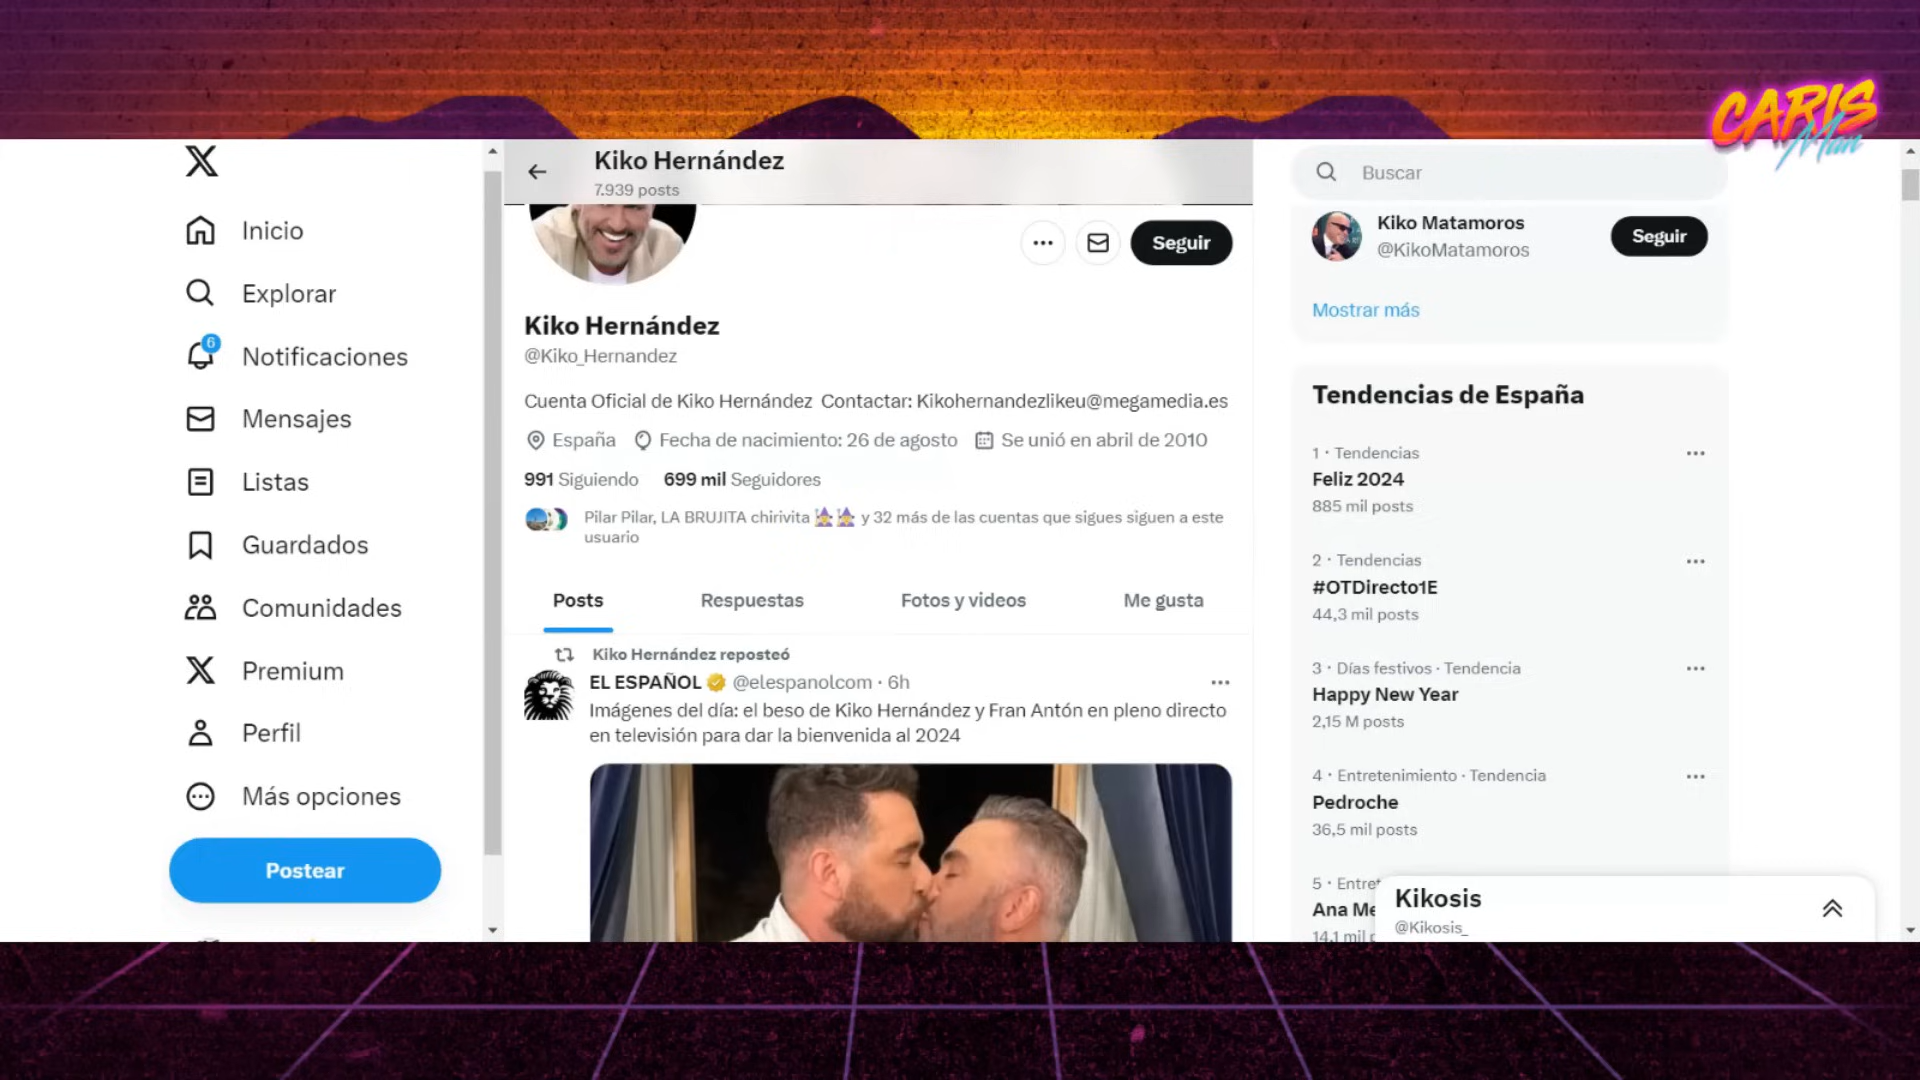 CARIS
Man
X
Inicio
Explorar
6
Notificaciones
Mensajes
Listas
Guardados
Comunidades
Premium
Perfil
Más opciones
Postear
Kiko Hernández
7.939 posts
Seguir
Kiko Hernández
@Kiko_Hernandez
Cuenta Oficial de Kiko Hernández Contactar: Kikohernandezlikeu@megamedia.es
España Fecha de nacimiento: 26 de agosto Se unió en abril de 2010
991 Siguiendo 699 mil Seguidores
Pilar Pilar, LA BRUJITA chirivita 🧙‍♀️🧙‍♀️ y 32 más de las cuentas que sigues siguen a este
usuario
Posts Respuestas Fotos y videos Me gusta
Kiko Hernández reposteó
EL ESPAÑOL @elespanolcom · 6h
Imágenes del día: el beso de Kiko Hernández y Fran Antón en pleno directo
en televisión para dar la bienvenida al 2024
Buscar
Kiko Matamoros
@KikoMatamoros
Seguir
Mostrar más
Tendencias de España
1 · Tendencias
Feliz 2024
885 mil posts
2 · Tendencias
#OTDirecto1E
44,3 mil posts
3 · Días festivos · Tendencia
Happy New Year
2,15 M posts
4 · Entretenimiento · Tendencia
Pedroche
36,5 mil posts
5 · Entret
Ana Me
14,1 mil p
Kikosis
@Kikosis_